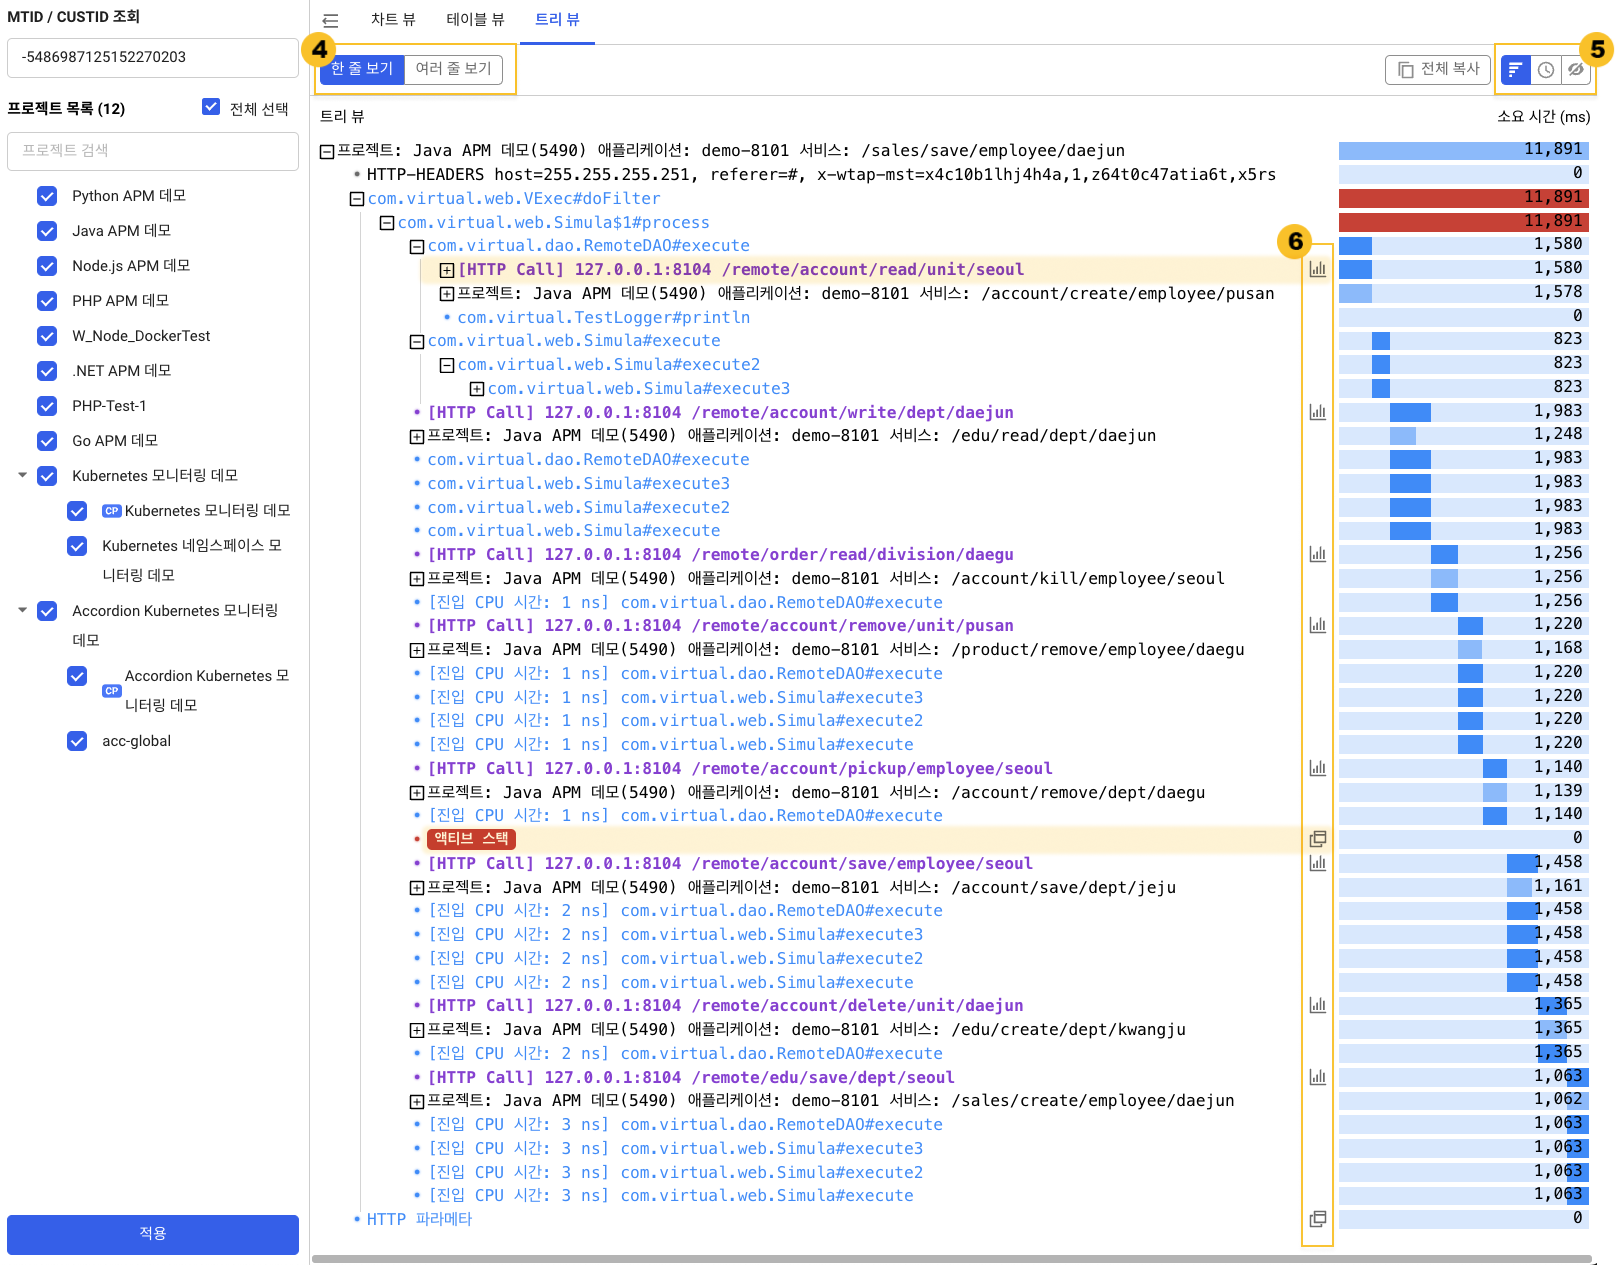 MTID / CUSTID 조회
-5486987125152270203
프로젝트 목록 (12)
전체 선택
프로젝트 검색
Python APM 데모
Java APM 데모
Node.js APM 데모
PHP APM 데모
W_Node_DockerTest
.NET APM 데모
PHP-Test-1
Go APM 데모
Kubernetes 모니터링 데모
CP Kubernetes 모니터링 데모
Kubernetes 네임스페이스 모
니터링 데모
Accordion Kubernetes 모니터링
데모
CP Accordion Kubernetes 모
니터링 데모
acc-global
적용
차트 뷰 테이블 뷰 트리 뷰
4
한 줄 보기 여러 줄 보기
전체 복사
5
트리 뷰 소요 시간 (ms)
프로젝트: Java APM 데모(5490) 애플리케이션: demo-8101 서비스: /sales/save/employee/daejun 11,891
HTTP-HEADERS host=255.255.255.251, referer=#, x-wtap-mst=x4c10b1lhj4h4a,1,z64t0c47atia6t,x5rs 0
com.virtual.web.VExec#doFilter 11,891
com.virtual.web.Simula$1#process 11,891
6
com.virtual.dao.RemoteDAO#execute 1,580
[HTTP Call] 127.0.0.1:8104 /remote/account/read/unit/seoul 1,580
프로젝트: Java APM 데모(5490) 애플리케이션: demo-8101 서비스: /account/create/employee/pusan 1,578
com.virtual.TestLogger#println 0
com.virtual.web.Simula#execute 823
com.virtual.web.Simula#execute2 823
com.virtual.web.Simula#execute3 823
[HTTP Call] 127.0.0.1:8104 /remote/account/write/dept/daejun 1,983
프로젝트: Java APM 데모(5490) 애플리케이션: demo-8101 서비스: /edu/read/dept/daejun 1,248
com.virtual.dao.RemoteDAO#execute 1,983
com.virtual.web.Simula#execute3 1,983
com.virtual.web.Simula#execute2 1,983
com.virtual.web.Simula#execute 1,983
[HTTP Call] 127.0.0.1:8104 /remote/order/read/division/daegu 1,256
프로젝트: Java APM 데모(5490) 애플리케이션: demo-8101 서비스: /account/kill/employee/seoul 1,256
[진입 CPU 시간: 1 ns] com.virtual.dao.RemoteDAO#execute 1,256
[HTTP Call] 127.0.0.1:8104 /remote/account/remove/unit/pusan 1,220
프로젝트: Java APM 데모(5490) 애플리케이션: demo-8101 서비스: /product/remove/employee/daegu 1,168
[진입 CPU 시간: 1 ns] com.virtual.dao.RemoteDAO#execute 1,220
[진입 CPU 시간: 1 ns] com.virtual.web.Simula#execute3 1,220
[진입 CPU 시간: 1 ns] com.virtual.web.Simula#execute2 1,220
[진입 CPU 시간: 1 ns] com.virtual.web.Simula#execute 1,220
[HTTP Call] 127.0.0.1:8104 /remote/account/pickup/employee/seoul 1,140
프로젝트: Java APM 데모(5490) 애플리케이션: demo-8101 서비스: /account/remove/dept/daegu 1,139
[진입 CPU 시간: 1 ns] com.virtual.dao.RemoteDAO#execute 1,140
액티브 스택 0
[HTTP Call] 127.0.0.1:8104 /remote/account/save/employee/seoul 1,458
프로젝트: Java APM 데모(5490) 애플리케이션: demo-8101 서비스: /account/save/dept/jeju 1,161
[진입 CPU 시간: 2 ns] com.virtual.dao.RemoteDAO#execute 1,458
[진입 CPU 시간: 2 ns] com.virtual.web.Simula#execute3 1,458
[진입 CPU 시간: 2 ns] com.virtual.web.Simula#execute2 1,458
[진입 CPU 시간: 2 ns] com.virtual.web.Simula#execute 1,458
[HTTP Call] 127.0.0.1:8104 /remote/account/delete/unit/daejun 1,365
프로젝트: Java APM 데모(5490) 애플리케이션: demo-8101 서비스: /edu/create/dept/kwangju 1,365
[진입 CPU 시간: 2 ns] com.virtual.dao.RemoteDAO#execute 1,365
[HTTP Call] 127.0.0.1:8104 /remote/edu/save/dept/seoul 1,063
프로젝트: Java APM 데모(5490) 애플리케이션: demo-8101 서비스: /sales/create/employee/daejun 1,062
[진입 CPU 시간: 3 ns] com.virtual.dao.RemoteDAO#execute 1,063
[진입 CPU 시간: 3 ns] com.virtual.web.Simula#execute3 1,063
[진입 CPU 시간: 3 ns] com.virtual.web.Simula#execute2 1,063
[진입 CPU 시간: 3 ns] com.virtual.web.Simula#execute 1,063
HTTP 파라메타 0